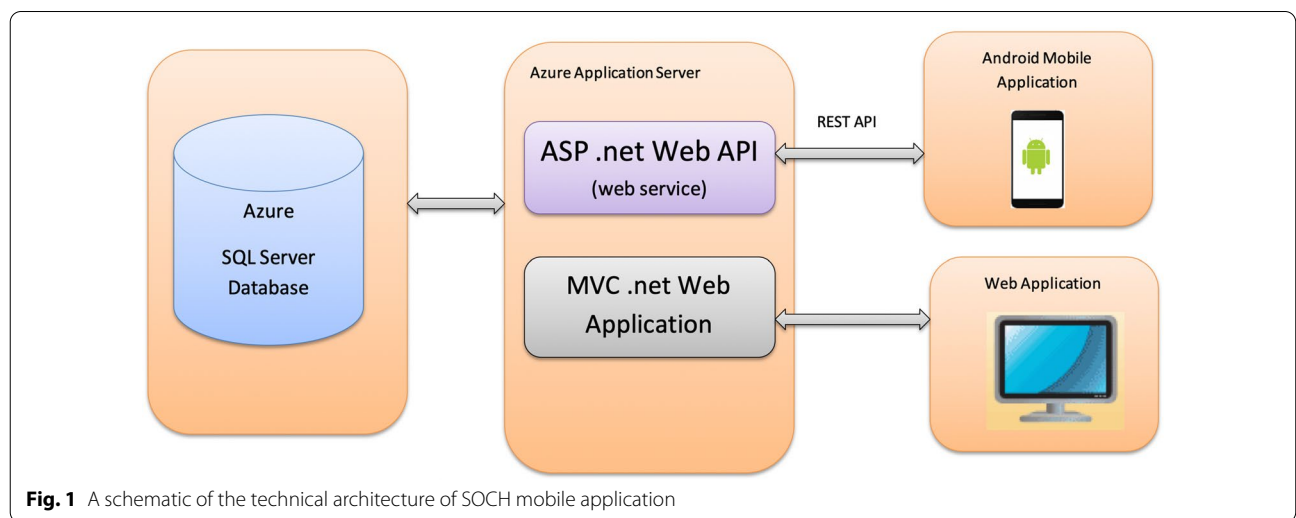 Azure
SQL Server
Database
Azure Application Server
ASP .net Web API
(web service)
MVC .net Web
Application
REST API
Android Mobile
Application
Web Application
Fig. 1 A schematic of the technical architecture of SOCH mobile application